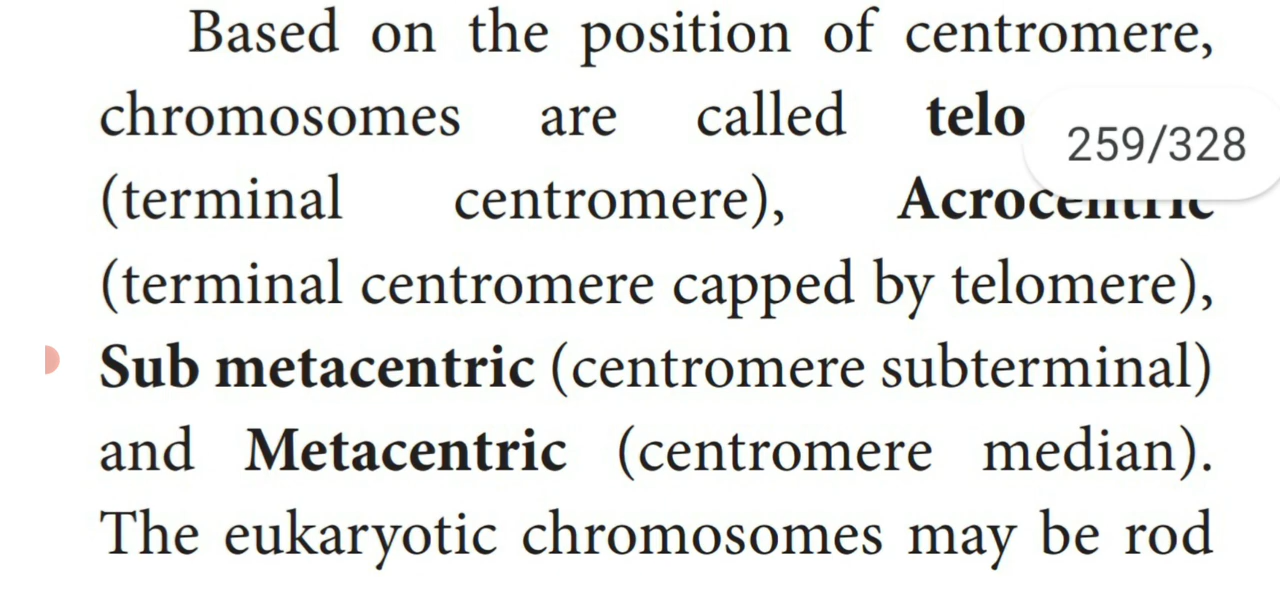 Based on the position of centromere,
chromosomes are called telo
259/328
(terminal centromere), Acrocentric
(terminal centromere capped by telomere),
Sub metacentric (centromere subterminal)
and Metacentric (centromere median).
The eukaryotic chromosomes may be rod